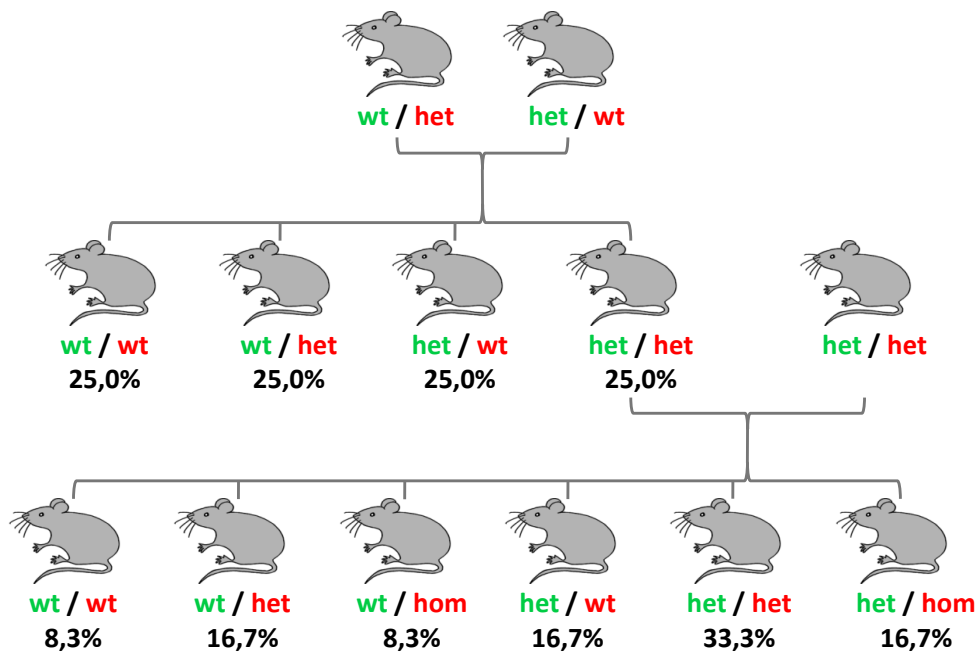 wt / het
het / wt
wt / wt
wt / het
het / wt
het / het
het / het
25,0%
25,0%
25,0%
25,0%
wt / wt
wt / het
wt / hom
het / wt
het / het
het / hom
8,3%
16,7%
8,3%
16,7%
33,3%
16,7%